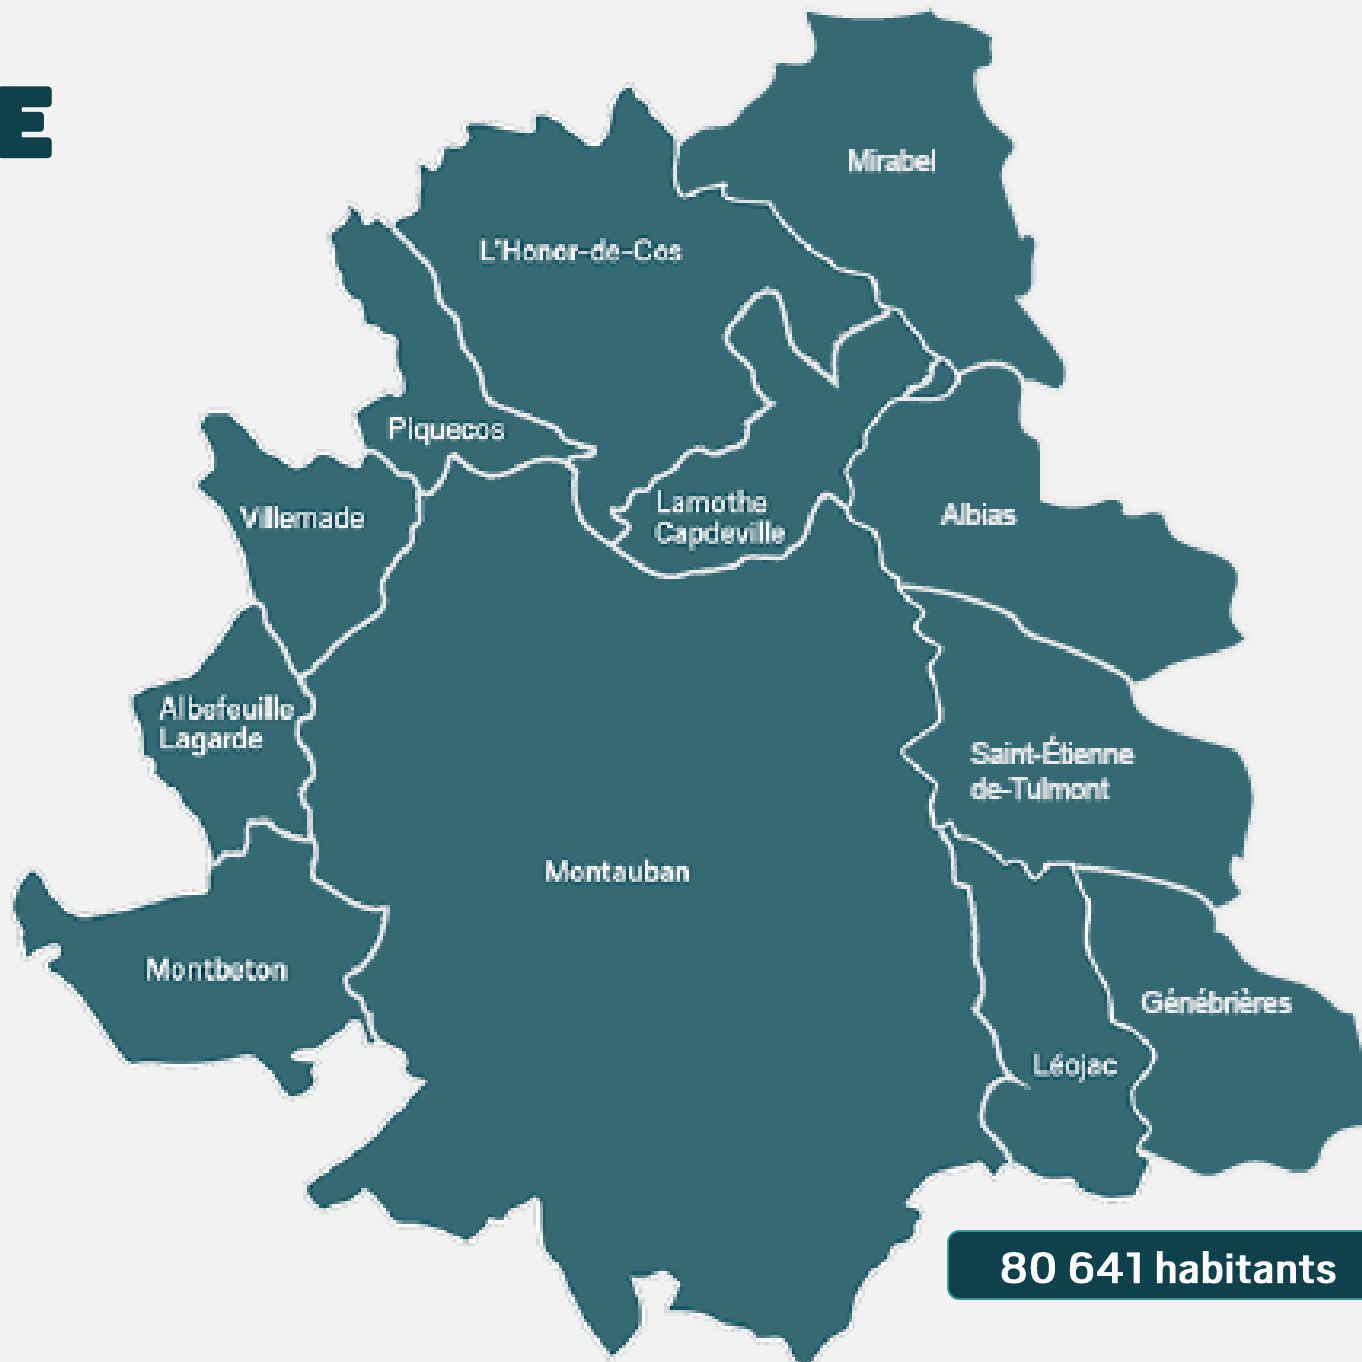 E
Mirabel
L'Honor-de-Cos
Piquecos
Villemade
Lamothe
Capdeville
Albias
Albefeuille
Lagarde
Saint-Étienne
de-Tulmont
Montauban
Montbeton
Génébrières
Léojac
80 641 habitants